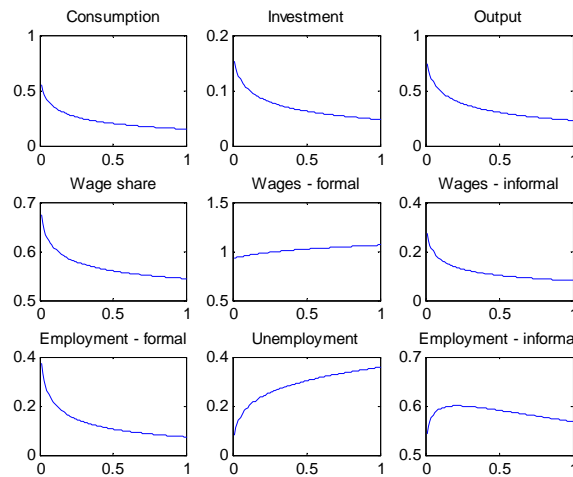 Consumption Investment Output
1 0.2 1
0.5 0.1 0.5
0 0 0
0 0.5 1 0 0.5 1 0 0.5 1
Wage share Wages - formal Wages - informal
0.7 1.5 0.4
0.6 1 0.2
0.5 0.5 0
0 0.5 1 0 0.5 1 0 0.5 1
Employment - formal Unemployment Employment - informal
0.4 0.4 0.7
0.2 0.2 0.6
0 0 0.5
0 0.5 1 0 0.5 1 0 0.5 1